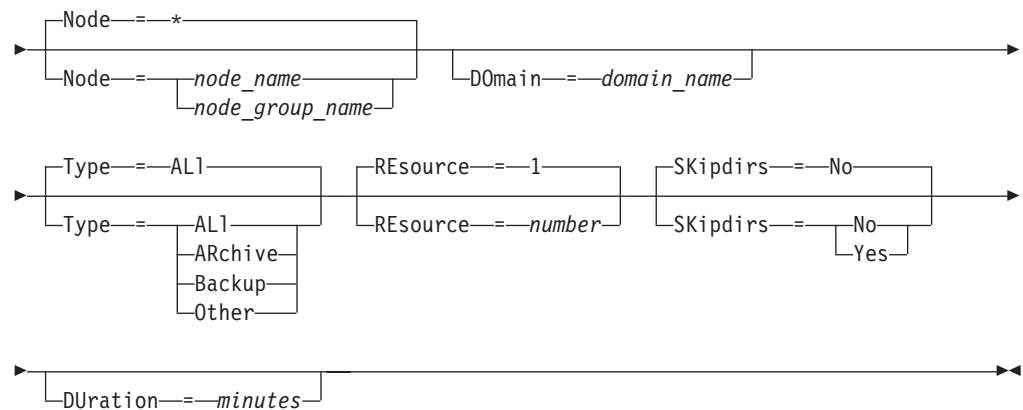 Node = *
Node = node_name
node_group_name
DOmain = domain_name
Type = ALl
Type = ALl
ARchive
Backup
Other
REsource = 1
REsource = number
SKipdirs = No
SKipdirs = No
Yes
DUration = minutes